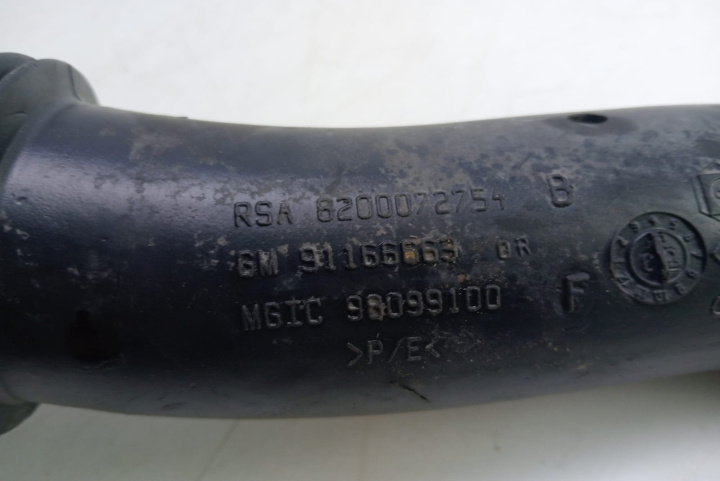 RSA 8200072754 B
GM 91166663 OR
MGIC 98099100 F
>P/E<